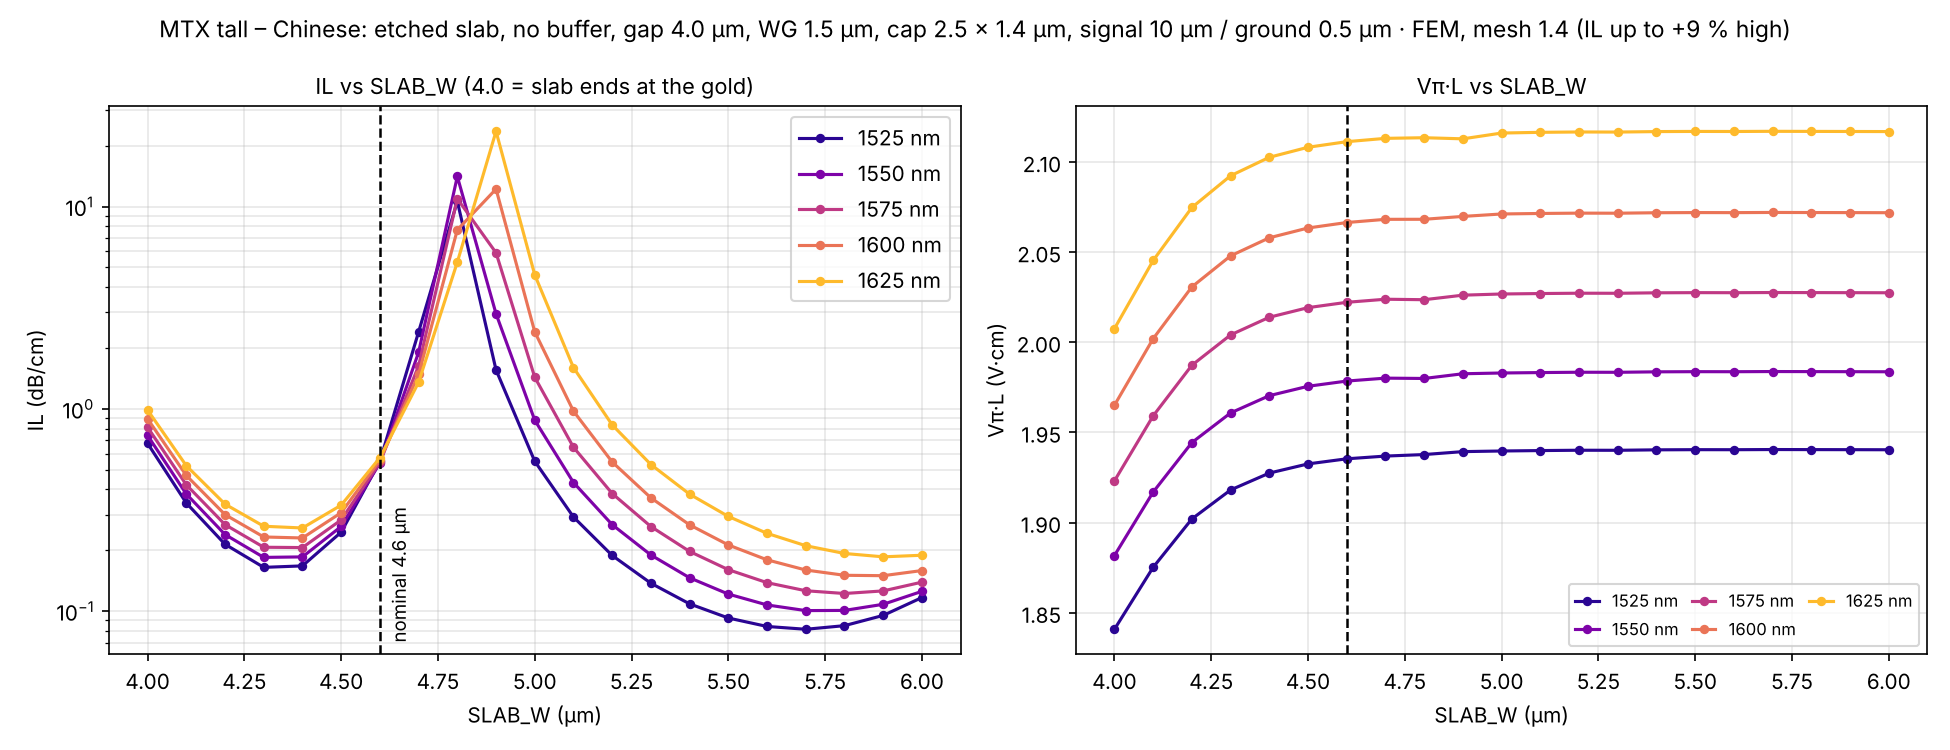 MTX tall – Chinese: etched slab, no buffer, gap 4.0 µm, WG 1.5 µm, cap 2.5 × 1.4 µm, signal 10 µm / ground 0.5 µm · FEM, mesh 1.4 (IL up to +9 % high)
IL vs SLAB_W (4.0 = slab ends at the gold)
IL (dB/cm)
10¹
10⁰
10⁻¹
1525 nm
1550 nm
1575 nm
1600 nm
1625 nm
nominal 4.6 µm
4.00 4.25 4.50 4.75 5.00 5.25 5.50 5.75 6.00
SLAB_W (µm)
Vπ·L vs SLAB_W
Vπ·L (V·cm)
2.10
2.05
2.00
1.95
1.90
1.85
1525 nm 1575 nm 1625 nm
1550 nm 1600 nm
4.00 4.25 4.50 4.75 5.00 5.25 5.50 5.75 6.00
SLAB_W (µm)